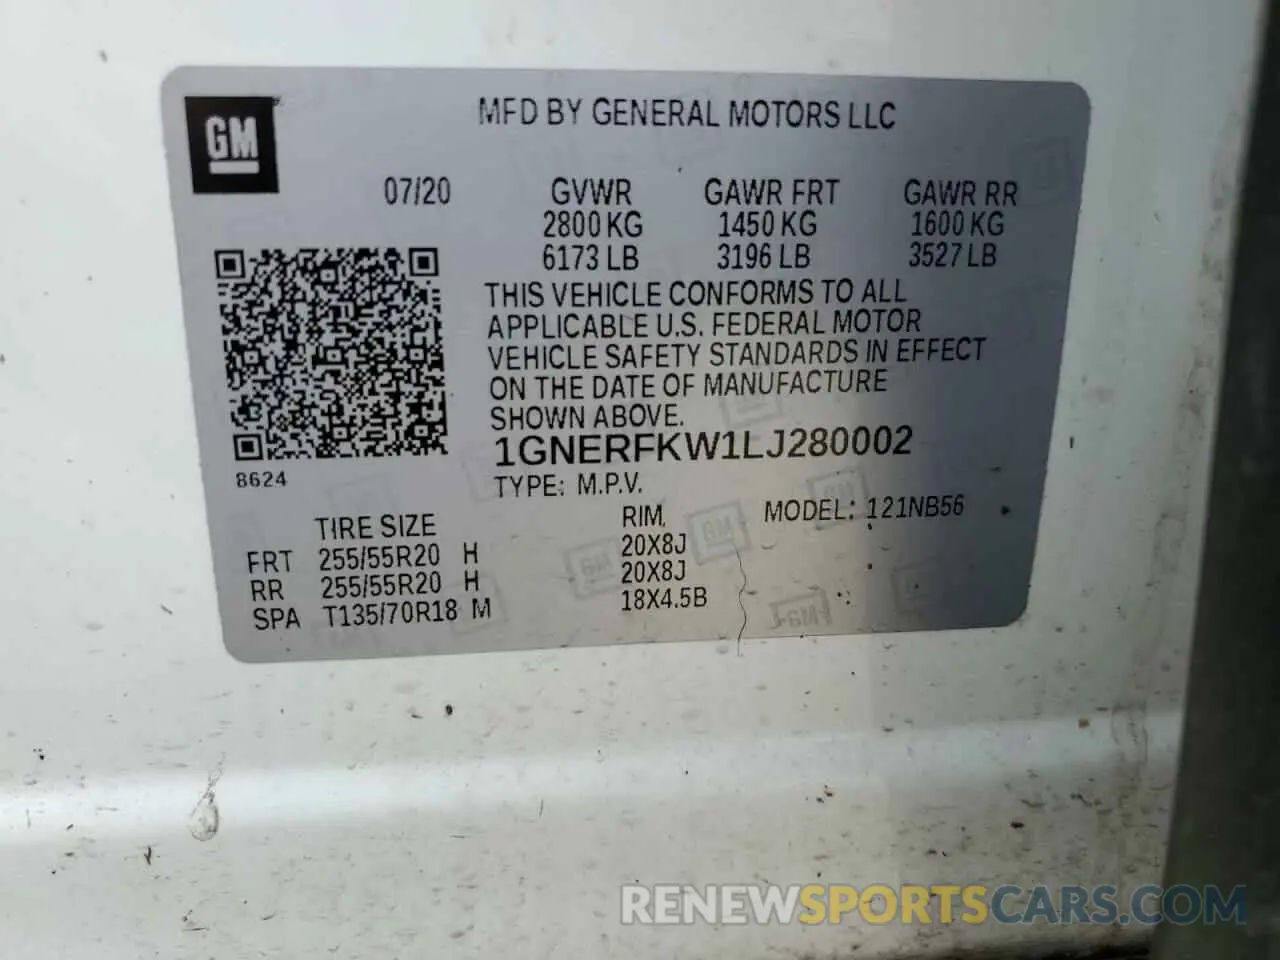 GM
MFD BY GENERAL MOTORS LLC
07/20 GVWR GAWR FRT GAWR RR
2800 KG 1450 KG 1600 KG
6173 LB 3196 LB 3527 LB
THIS VEHICLE CONFORMS TO ALL
APPLICABLE U.S. FEDERAL MOTOR
VEHICLE SAFETY STANDARDS IN EFFECT
ON THE DATE OF MANUFACTURE
SHOWN ABOVE.
1GNERFKW1LJ280002
8624
TYPE: M.P.V.
TIRE SIZE RIM MODEL: 121NB56
FRT 255/55R20 H 20X8J
RR 255/55R20 H 20X8J
SPA T135/70R18 M 18X4.5B
GM GM
GM
RENEWSPORTSCARS.COM